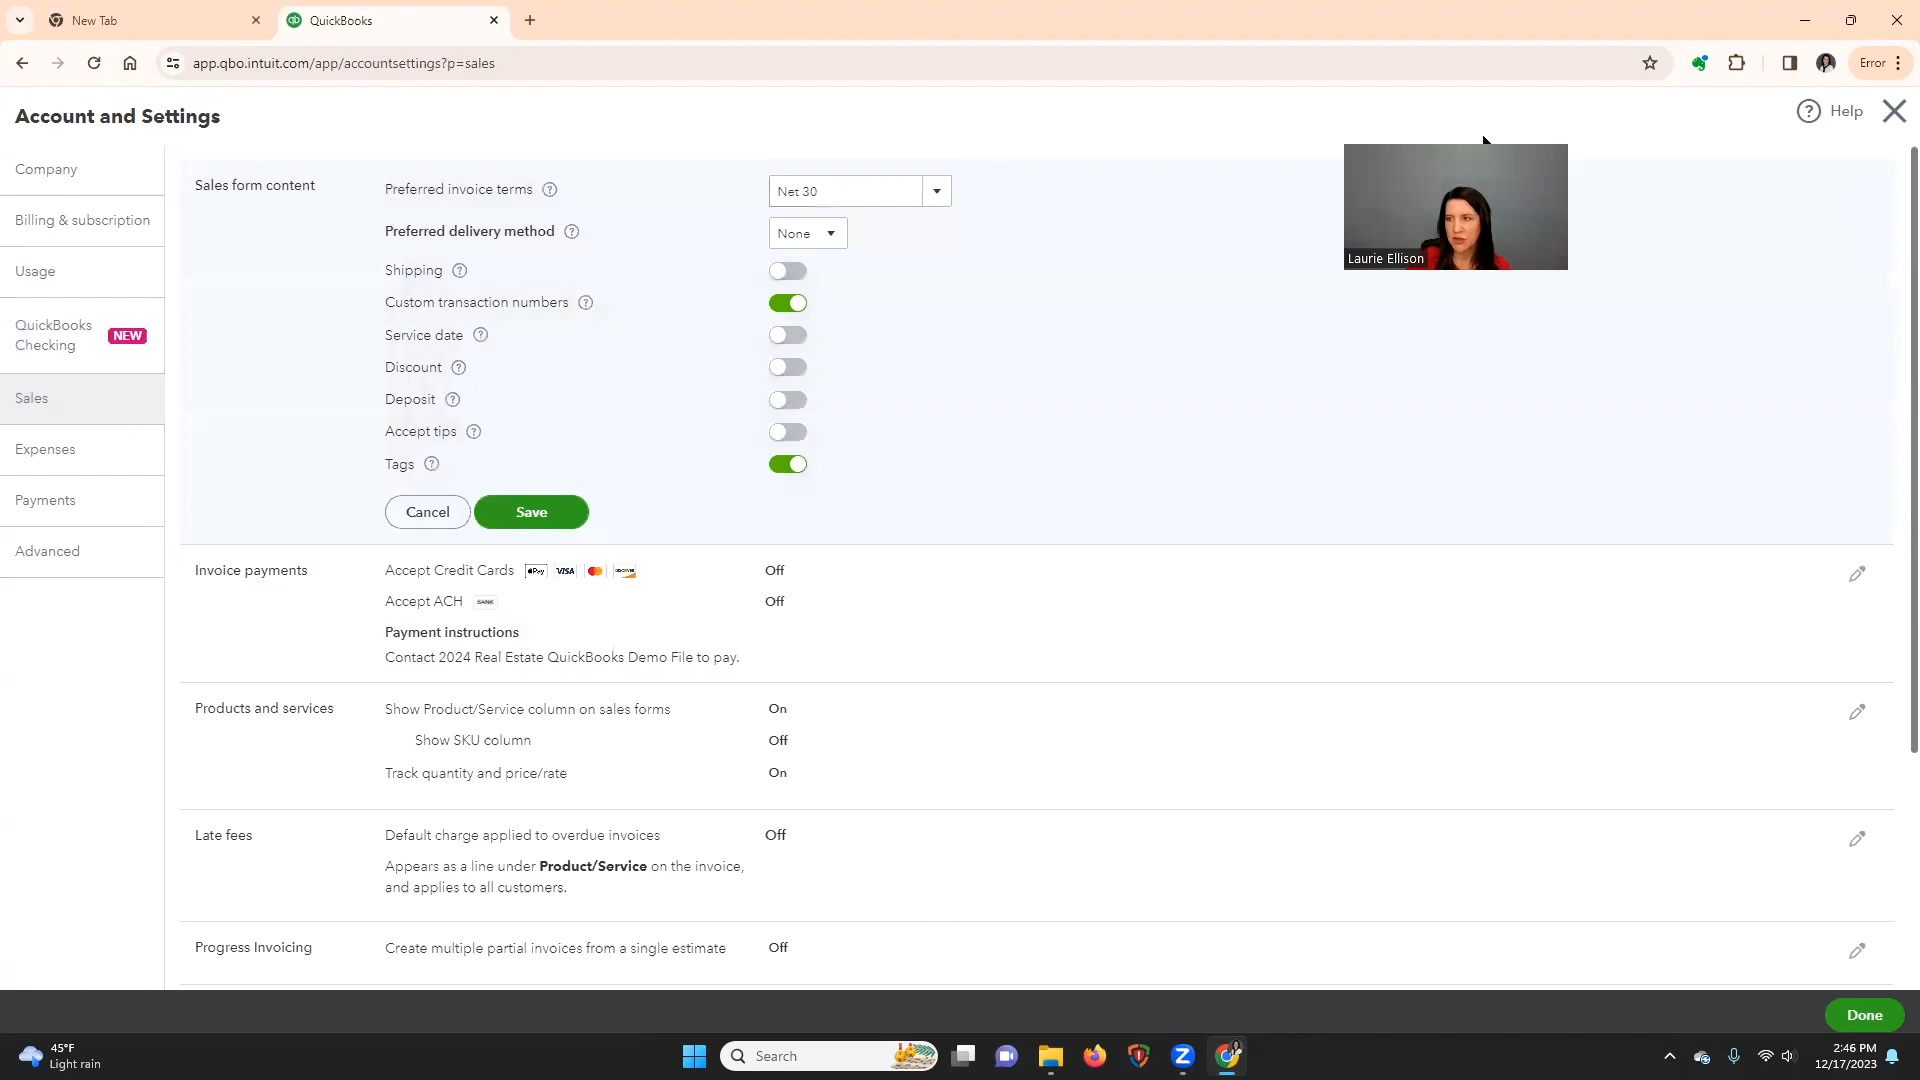 New Tab
QuickBooks
app.qbo.intuit.com/app/accountsettings?p=sales
Error
Account and Settings
Help
Company
Billing & subscription
Usage
QuickBooks Checking
NEW
Sales
Expenses
Payments
Advanced
Sales form content
Preferred invoice terms
Net 30
Preferred delivery method
None
Shipping
Custom transaction numbers
Service date
Discount
Deposit
Accept tips
Tags
Cancel
Save
Laurie Ellison
Invoice payments
Accept Credit Cards
Pay
VISA
DISCOVER
Off
Accept ACH
BANK
Off
Payment instructions
Contact 2024 Real Estate QuickBooks Demo File to pay.
Products and services
Show Product/Service column on sales forms
On
Show SKU column
Off
Track quantity and price/rate
On
Late fees
Default charge applied to overdue invoices
Off
Appears as a line under Product/Service on the invoice,
and applies to all customers.
Progress Invoicing
Create multiple partial invoices from a single estimate
Off
Done
45°F
Light rain
Search
2:46 PM
12/17/2023